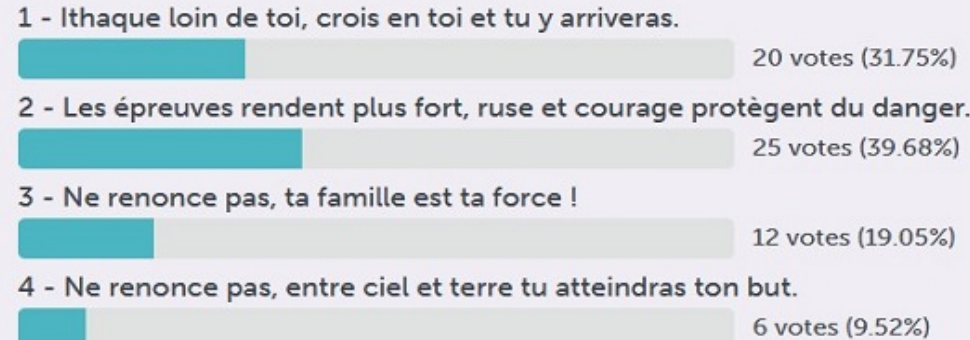 1 - Ithaque loin de toi, crois en toi et tu y arriveras.
20 votes (31.75%)
2 - Les épreuves rendent plus fort, ruse et courage protègent du danger.
25 votes (39.68%)
3 - Ne renonce pas, ta famille est ta force !
12 votes (19.05%)
4 - Ne renonce pas, entre ciel et terre tu atteindras ton but.
6 votes (9.52%)